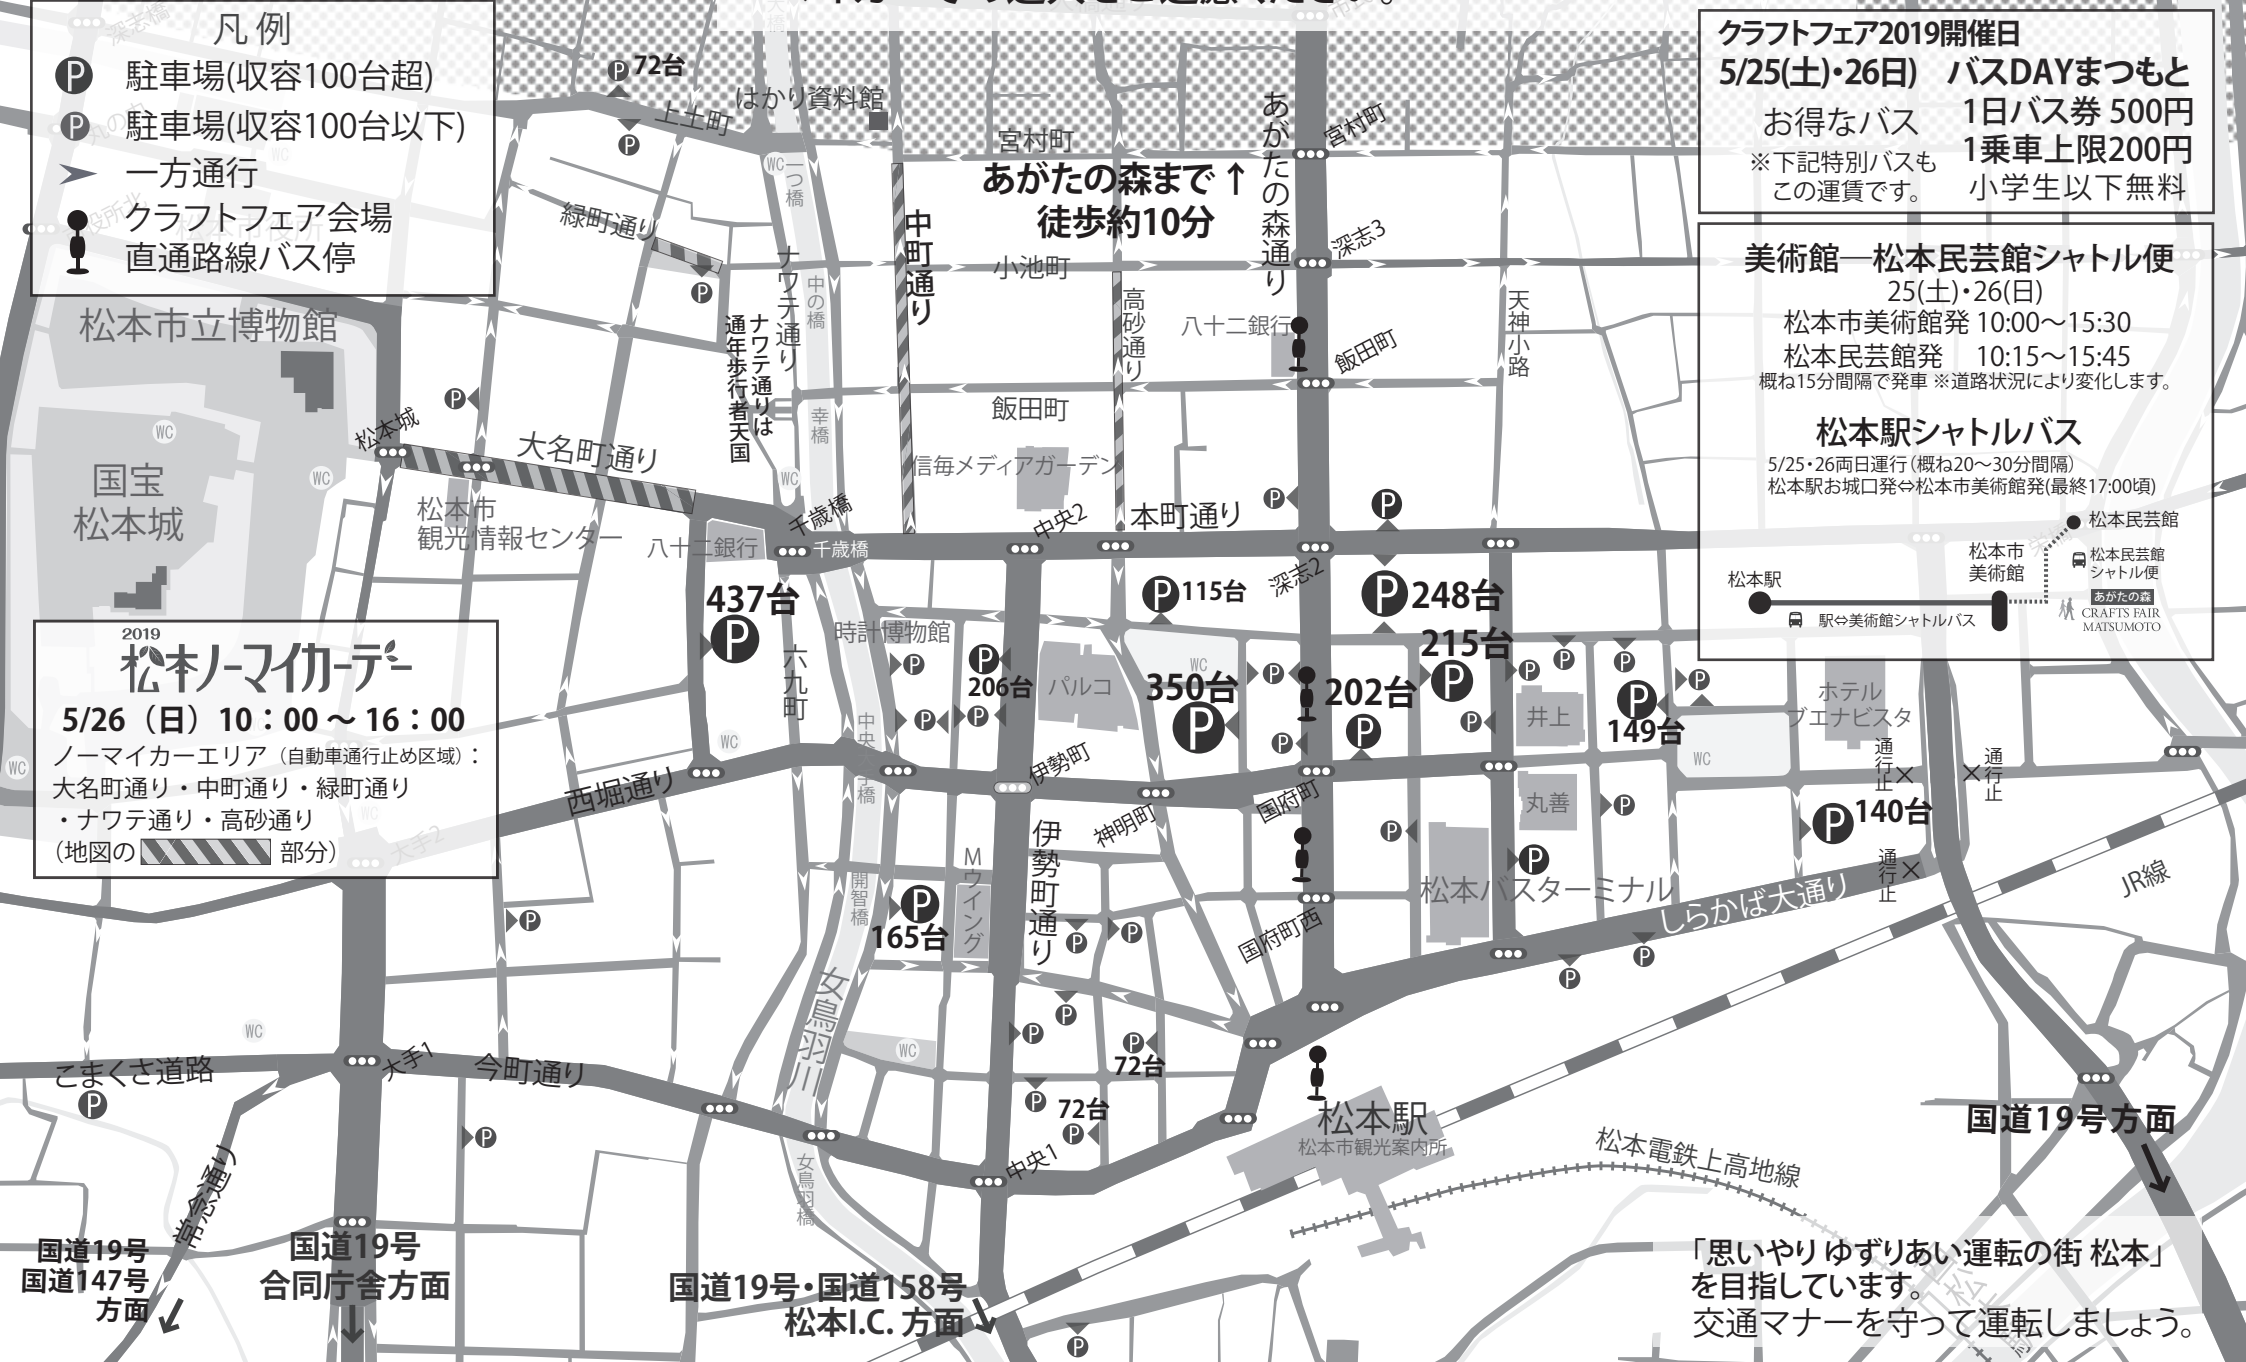 凡例
駐車場(収容100台超)
駐車場(収容100台以下)
一方通行
クラフトフェア会場
直通路線バス停
クラフトフェア2019開催日
5/25(土)・26日) バスDAYまつもと
お得なバス
1日バス券 500円
1乗車上限200円
小学生以下無料
※下記特別バスも
この運賃です。
美術館―松本民芸館シャトル便
25(土)・26(日)
松本市美術館発 10:00〜15:30
松本民芸館発 10:15〜15:45
概ね15分間隔で発車 ※道路状況により変化します。
松本駅シャトルバス
5/25・26両日運行(概ね20〜30分間隔)
松本駅お城口発⇔松本市美術館発(最終17:00頃)
松本民芸館
松本市
美術館
松本民芸館
シャトル便
松本駅
駅⇔美術館シャトルバス
あがたの森
CRAFTS FAIR
MATSUMOTO
72台
上土町
はかり資料館
宮村町
宮村町
あがたの森まで↑
徒歩約10分
あがたの森通り
一つ橋
緑町通り
中町通り
ナワテ通り
中の橋
小池町
深志3
高砂通り
八十二銀行
飯田町
天神小路
ナワテ通りは
通年歩行者天国
幸橋
飯田町
信毎メディアガーデン
松本市立博物館
松本城
大名町通り
国宝
松本城
松本市
観光情報センター
八十二銀行
千歳橋
千歳橋
中央2
本町通り
深志2
WC
437台
115台
248台
215台
時計博物館
六九町
206台
パルコ
350台
202台
井上
149台
ホテル
ブエナビスタ
通行止
通行止
通行止
中央大手橋
西堀通り
伊勢町
神明町
国府町
丸善
140台
2019
松本ノーマイカーデー
5/26(日)10:00〜16:00
ノーマイカーエリア(自動車通行止め区域):
大名町通り・中町通り・緑町通り
・ナワテ通り・高砂通り
(地図の 部分)
大手2
開智橋
165台
Mウイング
伊勢町通り
国府町西
松本バスターミナル
しらかば大通り
JR線
女鳥羽川
72台
72台
こまくさ道路
大手1
今町通り
女鳥羽橋
中央1
松本駅
松本市観光案内所
松本電鉄上高地線
国道19号方面
常念通り
国道19号
国道147号
方面
国道19号
合同庁舎方面
国道19号・国道158号
松本I.C.方面
「思いやり ゆずりあい運転の街 松本」
を目指しています。
交通マナーを守って運転しましょう。